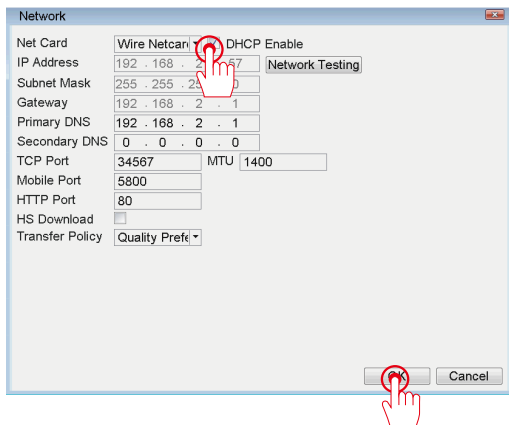 Network
Net Card Wire Netcard DHCP Enable
IP Address 192 . 168 . 2 . 57 Network Testing
Subnet Mask 255 . 255 . 25 0
Gateway 192 . 168 . 2 . 1
Primary DNS 192 . 168 . 2 . 1
Secondary DNS 0 . 0 . 0 . 0
TCP Port 34567 MTU 1400
Mobile Port 5800
HTTP Port 80
HS Download
Transfer Policy Quality Prefe
OK Cancel